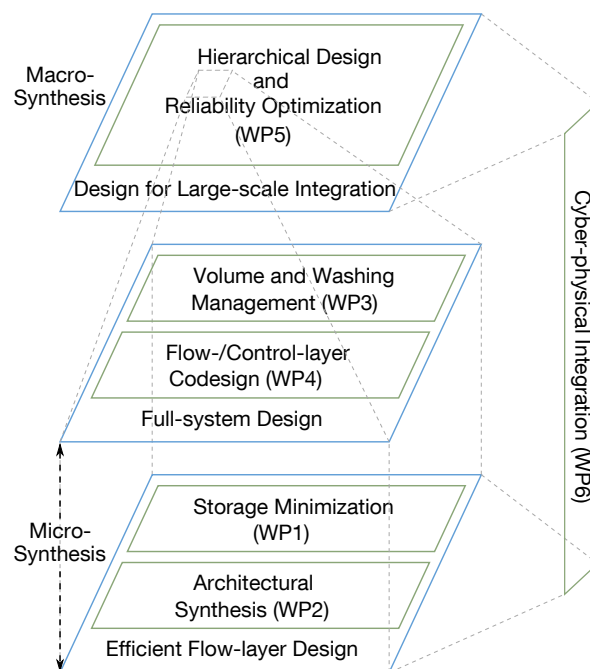 Hierarchical Design
and
Reliability Optimization
(WP5)
Macro-
Synthesis
Design for Large-scale Integration
Volume and Washing
Management (WP3)
Flow-/Control-layer
Codesign (WP4)
Full-system Design
Cyber-physical Integration (WP6)
Storage Minimization
(WP1)
Micro-
Synthesis
Architectural
Synthesis (WP2)
Efficient Flow-layer Design